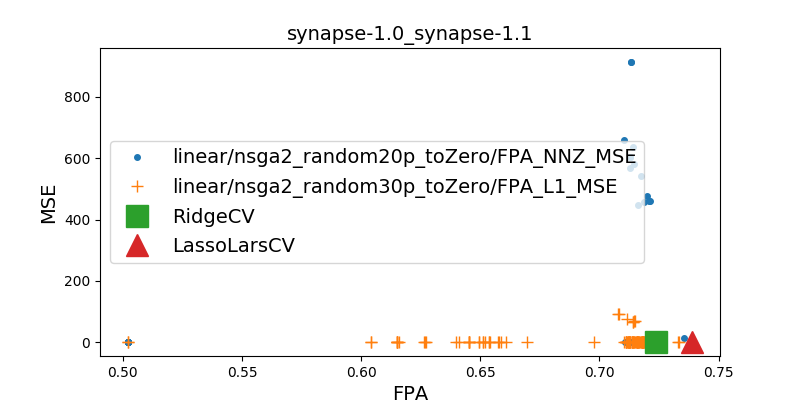 synapse-1.0_synapse-1.1
MSE
800
600
400
200
0
linear/nsga2_random20p_toZero/FPA_NNZ_MSE
linear/nsga2_random30p_toZero/FPA_L1_MSE
RidgeCV
LassoLarsCV
0.50 0.55 0.60 0.65 0.70 0.75
FPA